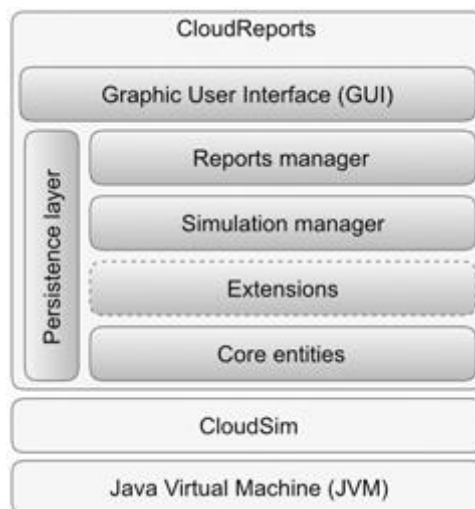 CloudReports
Graphic User Interface (GUI)
Persistence layer
Reports manager
Simulation manager
Extensions
Core entities
CloudSim
Java Virtual Machine (JVM)